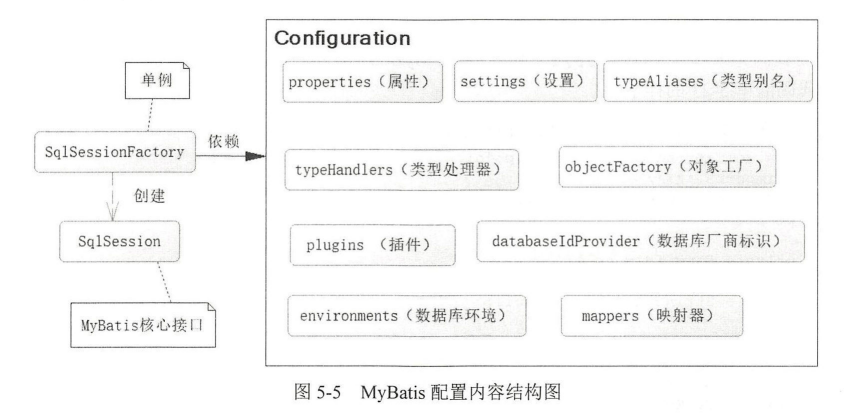 Configuration
单例
properties（属性）
settings（设置）
typeAliases（类型别名）
SqlSessionFactory
依赖
typeHandlers（类型处理器）
objectFactory（对象工厂）
创建
SqlSession
plugins （插件）
databaseIdProvider（数据库厂商标识）
MyBatis核心接口
environments（数据库环境）
mappers（映射器）
图 5-5 MyBatis 配置内容结构图